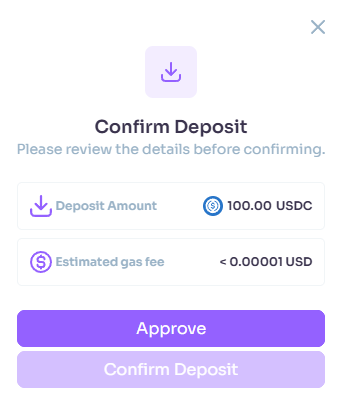 Confirm Deposit
Please review the details before confirming.
Deposit Amount 100.00 USDC
Estimated gas fee < 0.00001 USD
Approve
Confirm Deposit